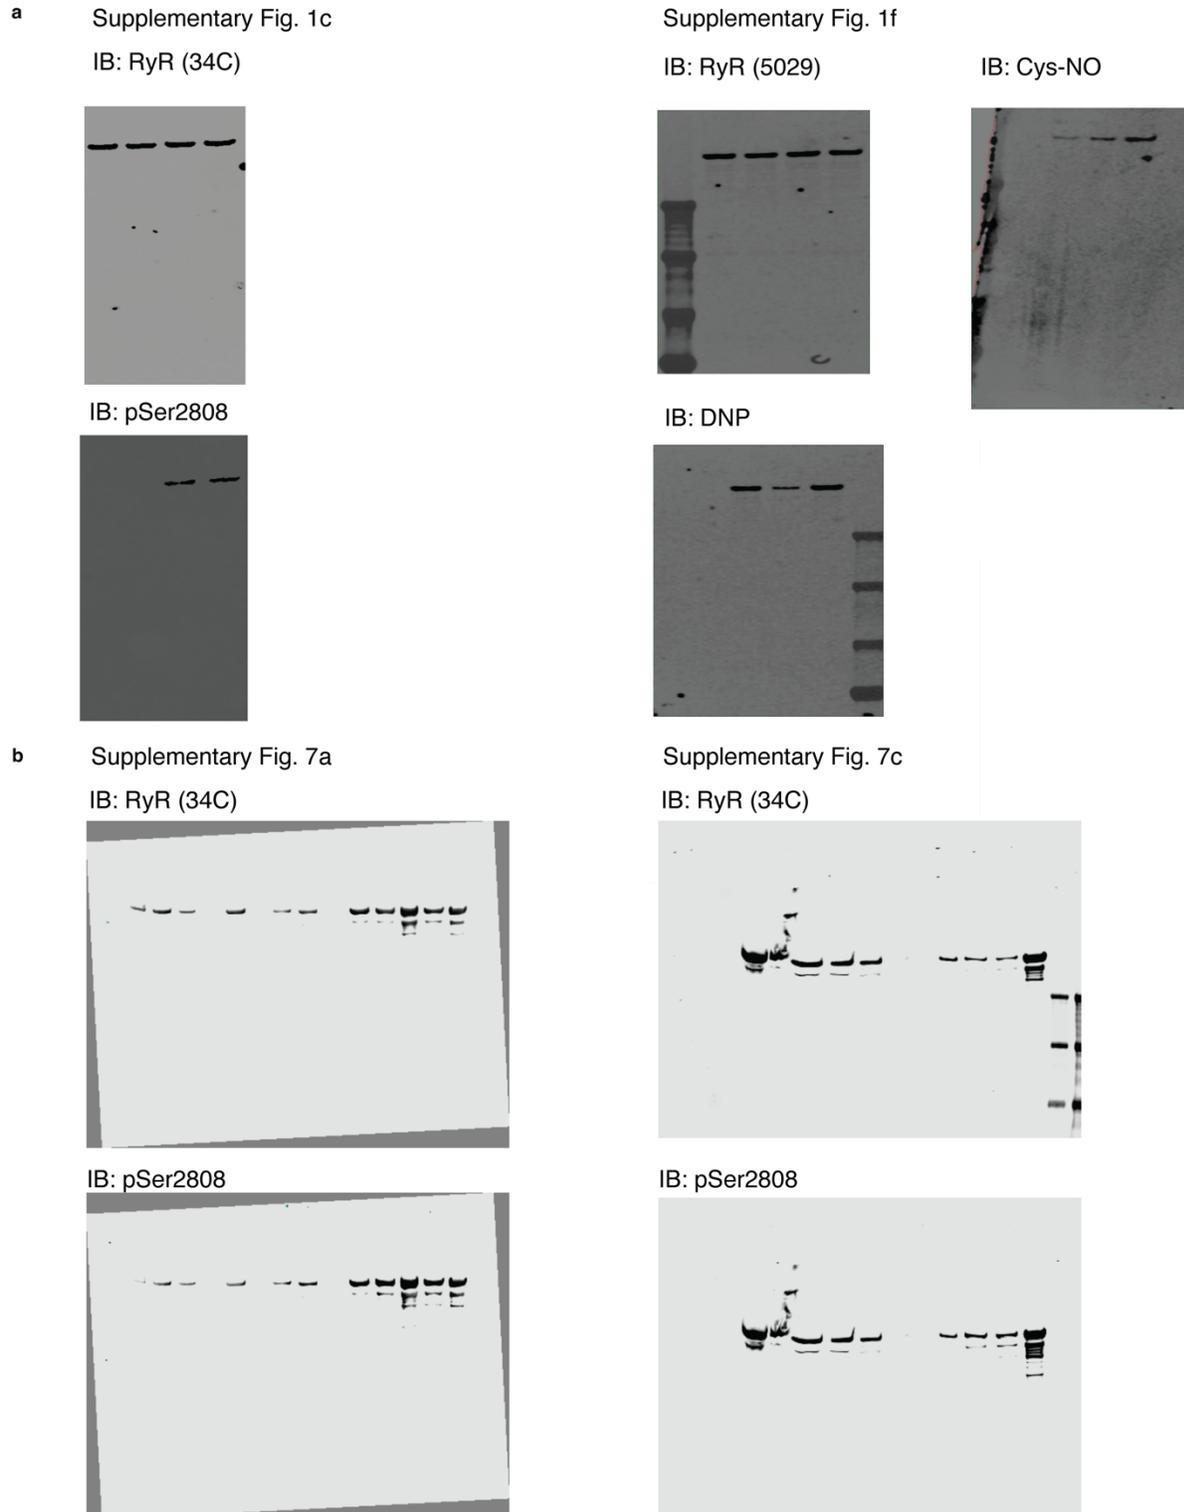 a
Supplementary Fig. 1c
IB: RyR (34C)
IB: pSer2808
Supplementary Fig. 1f
IB: RyR (5029)
IB: Cys-NO
IB: DNP
b
Supplementary Fig. 7a
IB: RyR (34C)
IB: pSer2808
Supplementary Fig. 7c
IB: RyR (34C)
IB: pSer2808